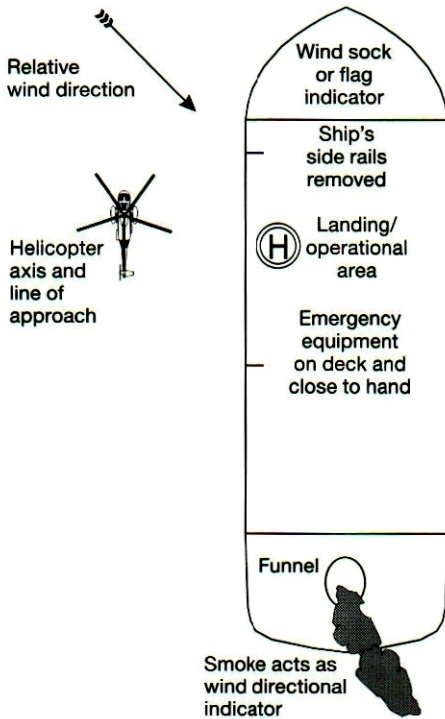 Relative
wind direction
Wind sock
or flag
indicator
Ship's
side rails
removed
Helicopter
axis and
line of
approach
H
Landing/
operational
area
Emergency
equipment
on deck and
close to hand
Funnel
Smoke acts as
wind directional
indicator